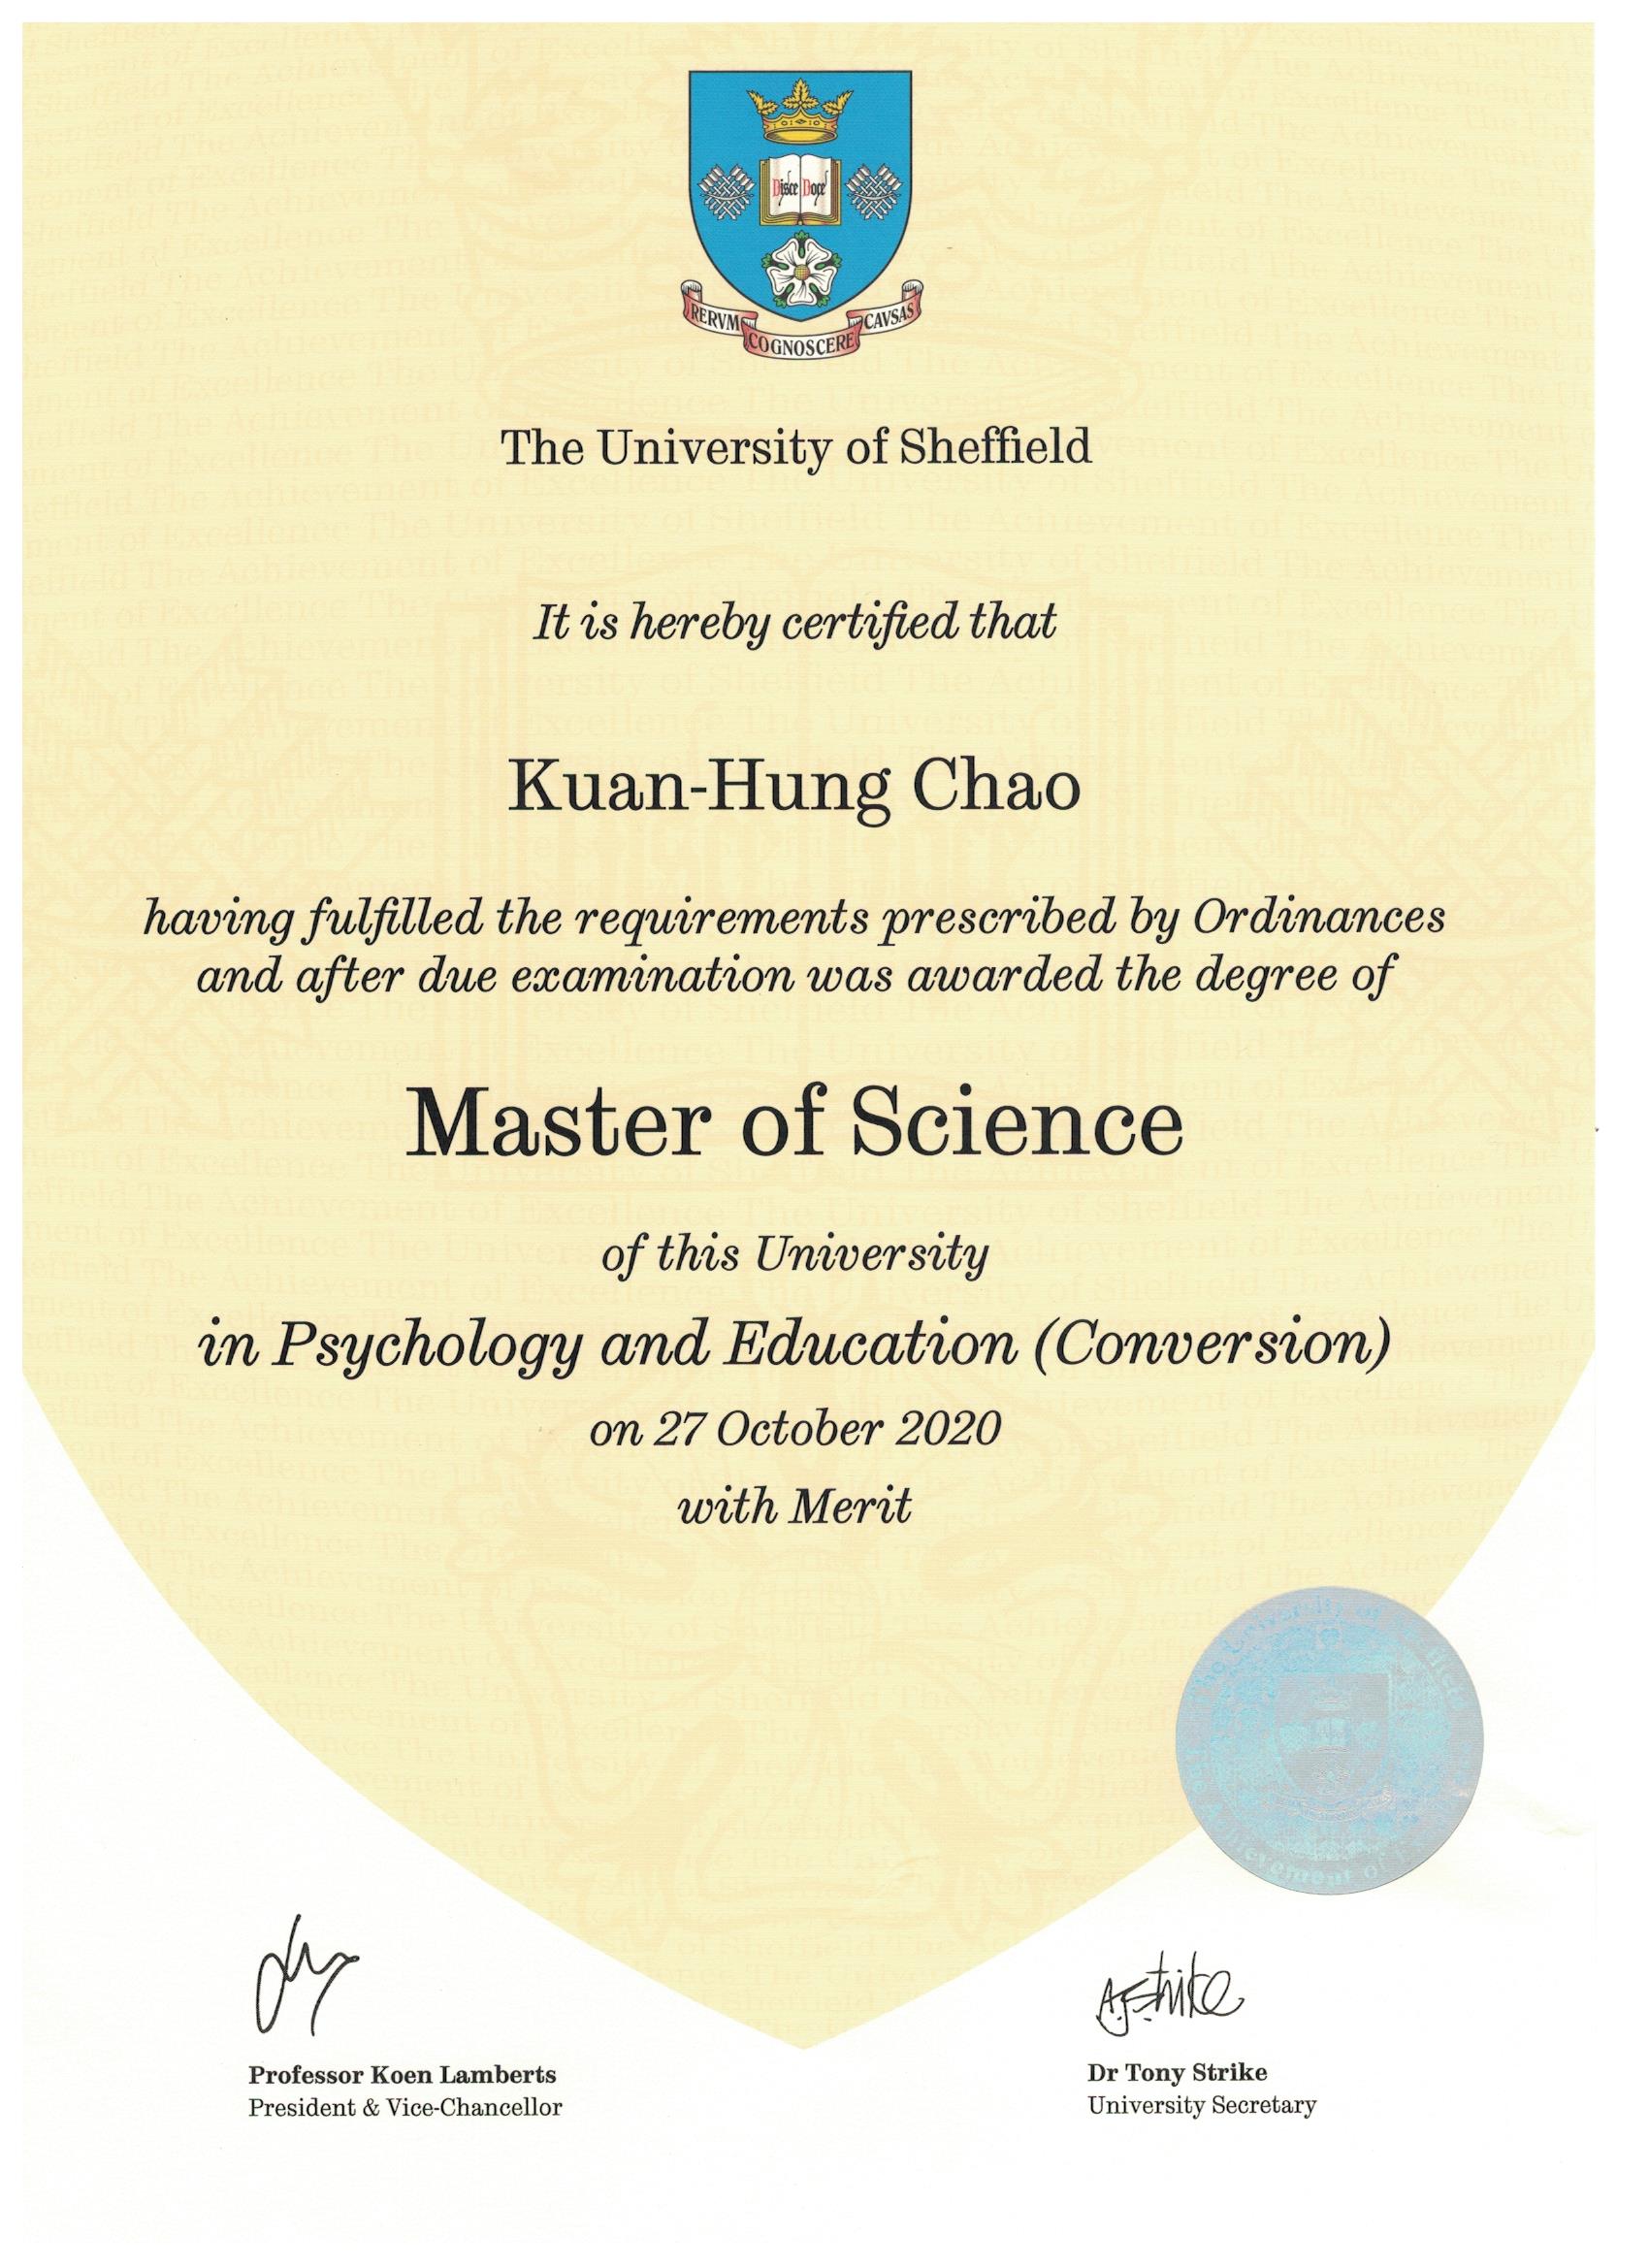 Disce Doce
RERVM
COGNOSCERE
CAVSAS
The University of Sheffield
It is hereby certified that
Kuan-Hung Chao
having fulfilled the requirements prescribed by Ordinances
and after due examination was awarded the degree of
Master of Science
of this University
in Psychology and Education (Conversion)
on 27 October 2020
with Merit
Professor Koen Lamberts
President & Vice-Chancellor
Dr Tony Strike
University Secretary